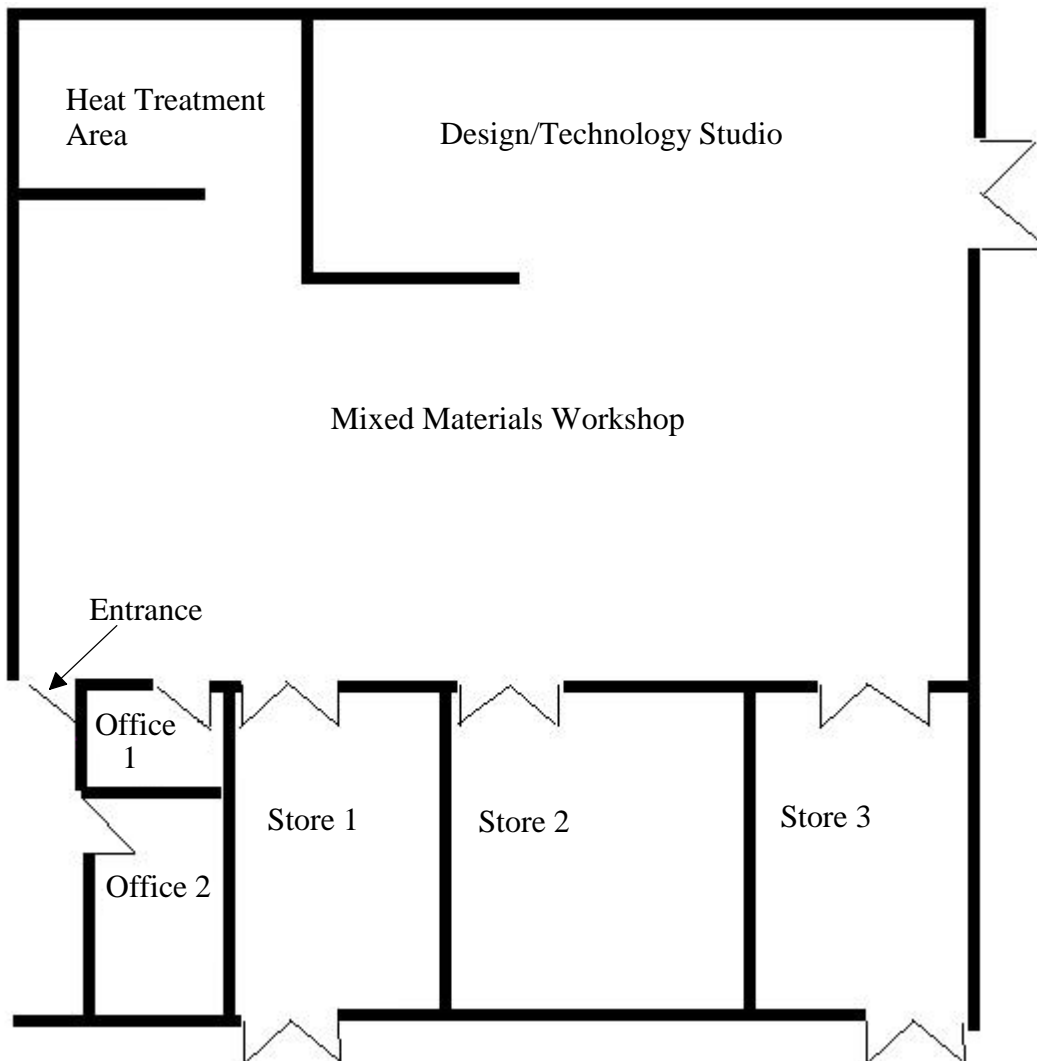 Heat Treatment
Area
Design/Technology Studio
Mixed Materials Workshop
Entrance
Office
1
Store 1
Store 2
Store 3
Office 2